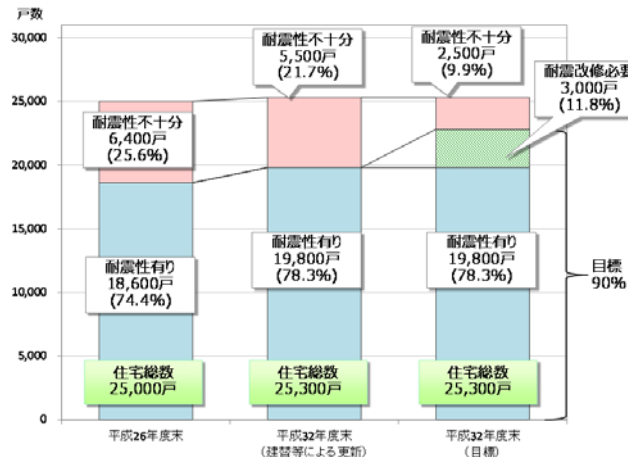 戸数
30,000
25,000
20,000
15,000
10,000
5,000
0
耐震性不十分
6,400戸
(25.6%)
耐震性有り
18,600戸
(74.4%)
住宅総数
25,000戸
平成26年度末
耐震性不十分
5,500戸
(21.7%)
耐震性有り
19,800戸
(78.3%)
住宅総数
25,300戸
平成32年度末
(建替等による更新)
耐震性不十分
2,500戸
(9.9%)
耐震改修必要
3,000戸
(11.8%)
耐震性有り
19,800戸
(78.3%)
住宅総数
25,300戸
平成32年度末
(目標)
目標
90%